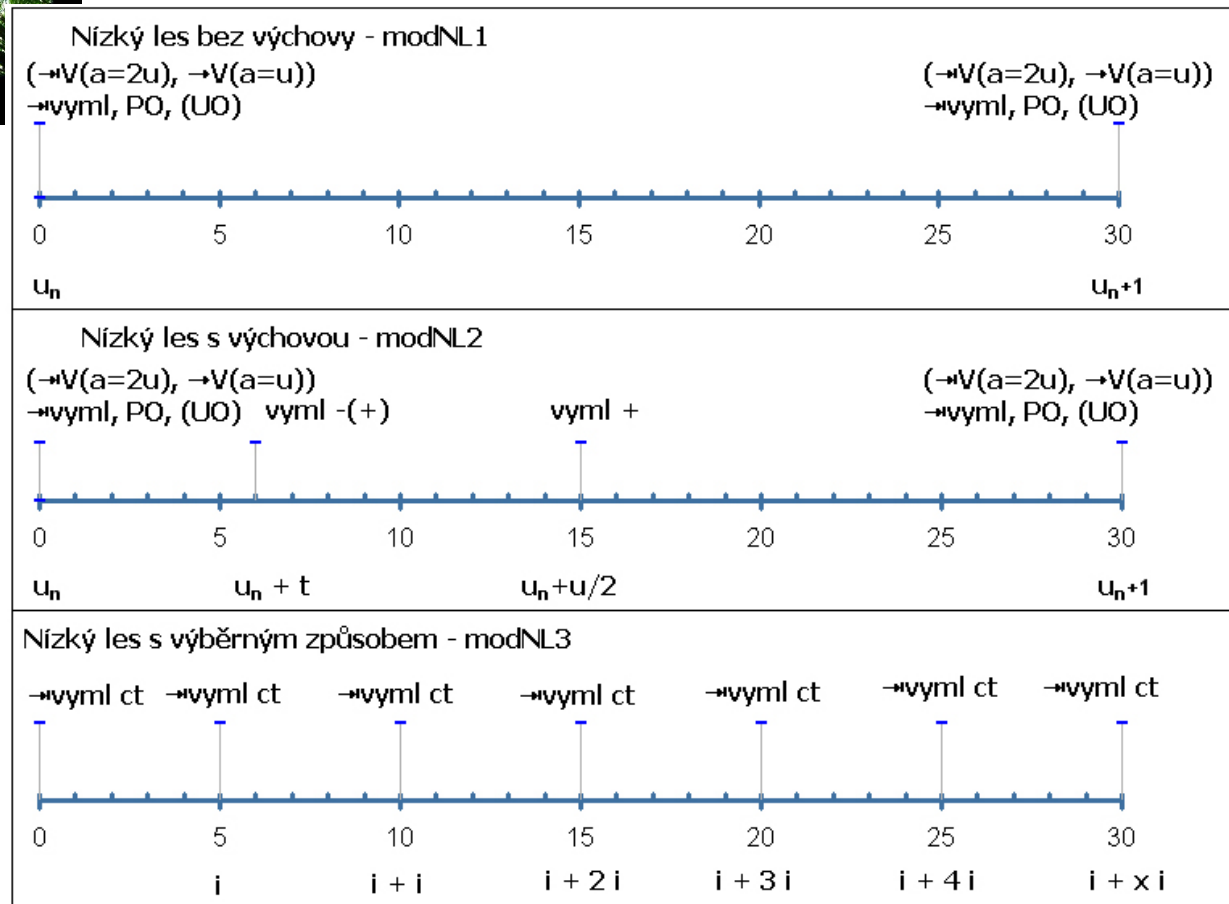 Nízký les bez výchovy - modNL1
(⇥V(a=2u), →V(a=u)) (⇥V(a=2u), →V(a=u))
⇥vyml, PO, (UO) ⇥vyml, PO, (UO)
0 5 10 15 20 25 30
uₙ uₙ+1
Nízký les s výchovou - modNL2
(⇥V(a=2u), →V(a=u)) (⇥V(a=2u), →V(a=u))
⇥vyml, PO, (UO) vyml -(+) vyml + ⇥vyml, PO, (UO)
0 5 10 15 20 25 30
uₙ uₙ + t uₙ+u/2 uₙ+1
Nízký les s výběrným způsobem - modNL3
⇥vyml ct ⇥vyml ct ⇥vyml ct ⇥vyml ct ⇥vyml ct ⇥vyml ct ⇥vyml ct
0 5 10 15 20 25 30
i i + i i + 2 i i + 3 i i + 4 i i + x i